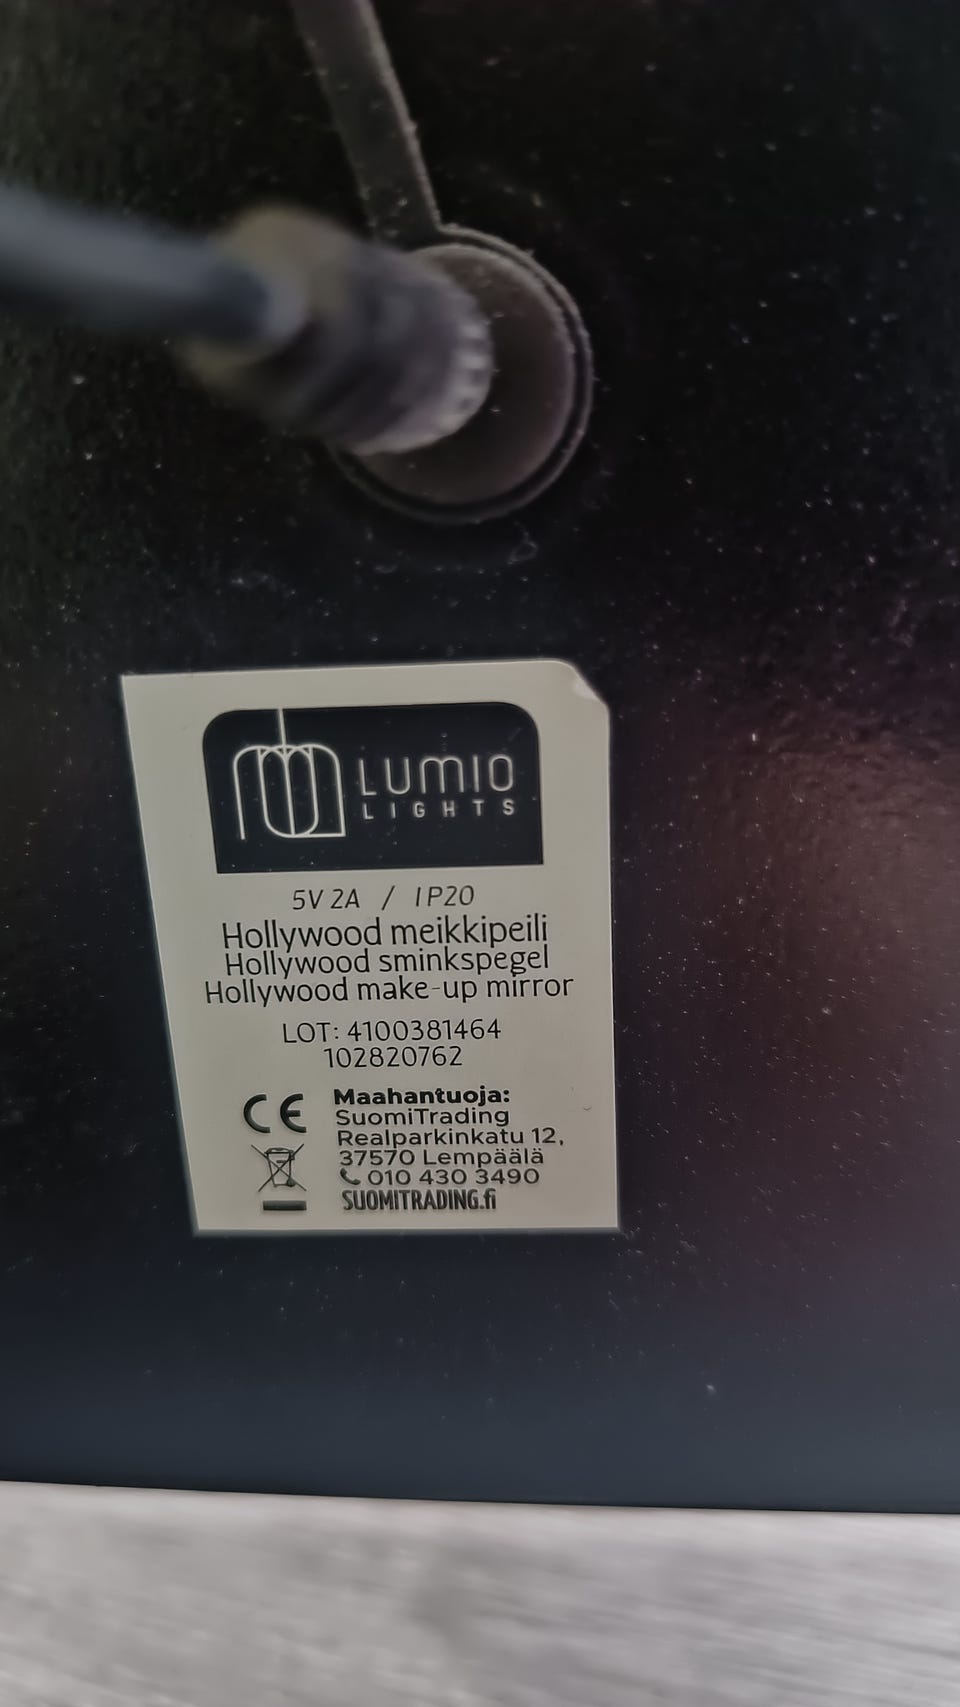 LUMIO
LIGHTS
5V 2A / IP20
Hollywood meikkipeili
Hollywood sminkspegel
Hollywood make-up mirror
LOT: 4100381464
102820762
CE
Maahantuoja:
SuomiTrading
Realparkinkatu 12,
37570 Lempäälä
010 430 3490
SUOMITRADING.fi